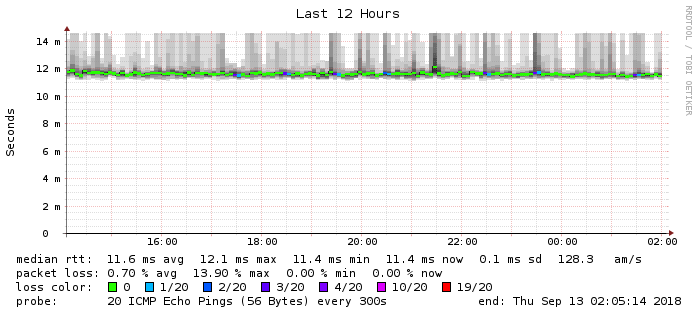 Last 12 Hours
RRDTOOL / TOBI OETIKER
Seconds
14 m
12 m
10 m
8 m
6 m
4 m
2 m
0
16:00 18:00 20:00 22:00 00:00 02:00
median rtt: 11.6 ms avg 12.1 ms max 11.4 ms min 11.4 ms now 0.1 ms sd 128.3 am/s
packet loss: 0.70 % avg 13.90 % max 0.00 % min 0.00 % now
loss color: 0 1/20 2/20 3/20 4/20 10/20 19/20
probe: 20 ICMP Echo Pings (56 Bytes) every 300s end: Thu Sep 13 02:05:14 2018